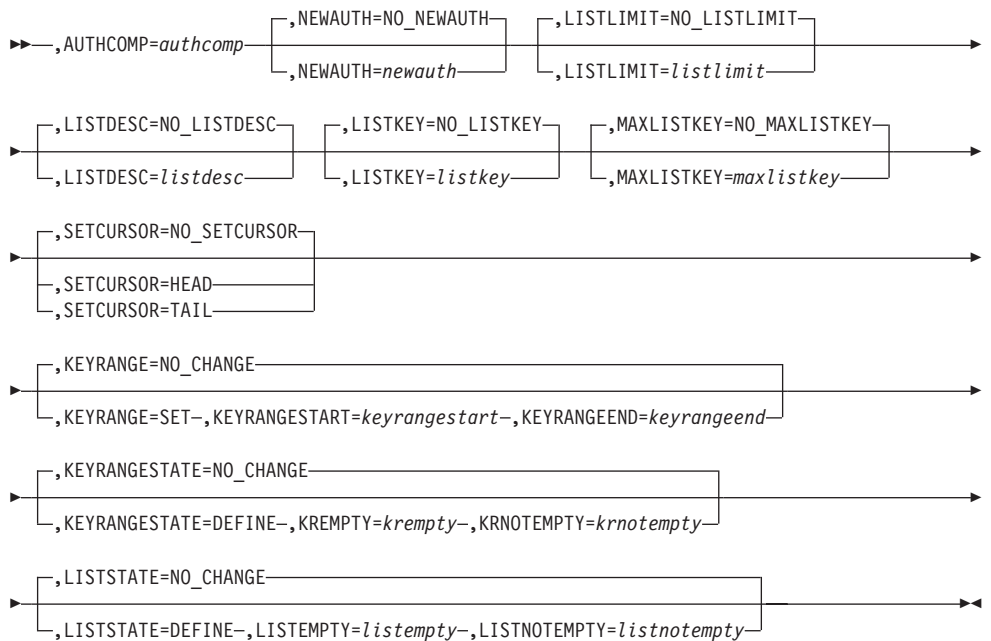 ,NEWAUTH=NO_NEWAUTH ,LISTLIMIT=NO_LISTLIMIT
,AUTHCOMP=authcomp
,NEWAUTH=newauth ,LISTLIMIT=listlimit
,LISTDESC=NO_LISTDESC ,LISTKEY=NO_LISTKEY ,MAXLISTKEY=NO_MAXLISTKEY
,LISTDESC=listdesc ,LISTKEY=listkey ,MAXLISTKEY=maxlistkey
,SETCURSOR=NO_SETCURSOR
,SETCURSOR=HEAD
,SETCURSOR=TAIL
,KEYRANGE=NO_CHANGE
,KEYRANGE=SET–,KEYRANGESTART=keyrangestart–,KEYRANGEEND=keyrangeend
,KEYRANGESTATE=NO_CHANGE
,KEYRANGESTATE=DEFINE–,KREMPTY=krempty–,KRNOTEMPTY=krnotempty
,LISTSTATE=NO_CHANGE
,LISTSTATE=DEFINE–,LISTEMPTY=listempty–,LISTNOTEMPTY=listnotempty